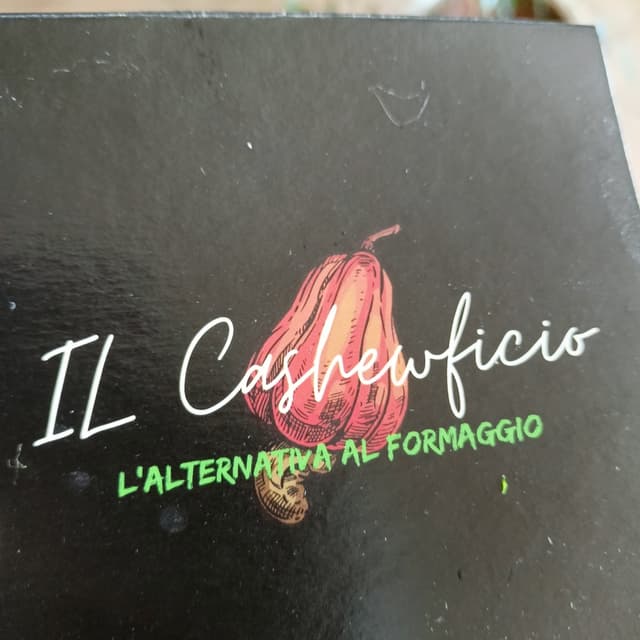 IL Cashewficio
L'ALTERNATIVA AL FORMAGGIO